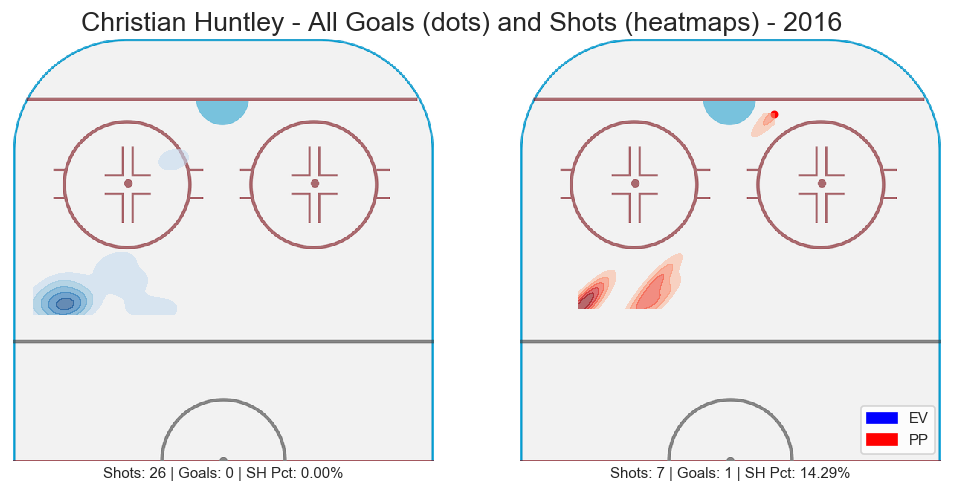 Christian Huntley - All Goals (dots) and Shots (heatmaps) - 2016
EV
PP
Shots: 26 | Goals: 0 | SH Pct: 0.00%
Shots: 7 | Goals: 1 | SH Pct: 14.29%